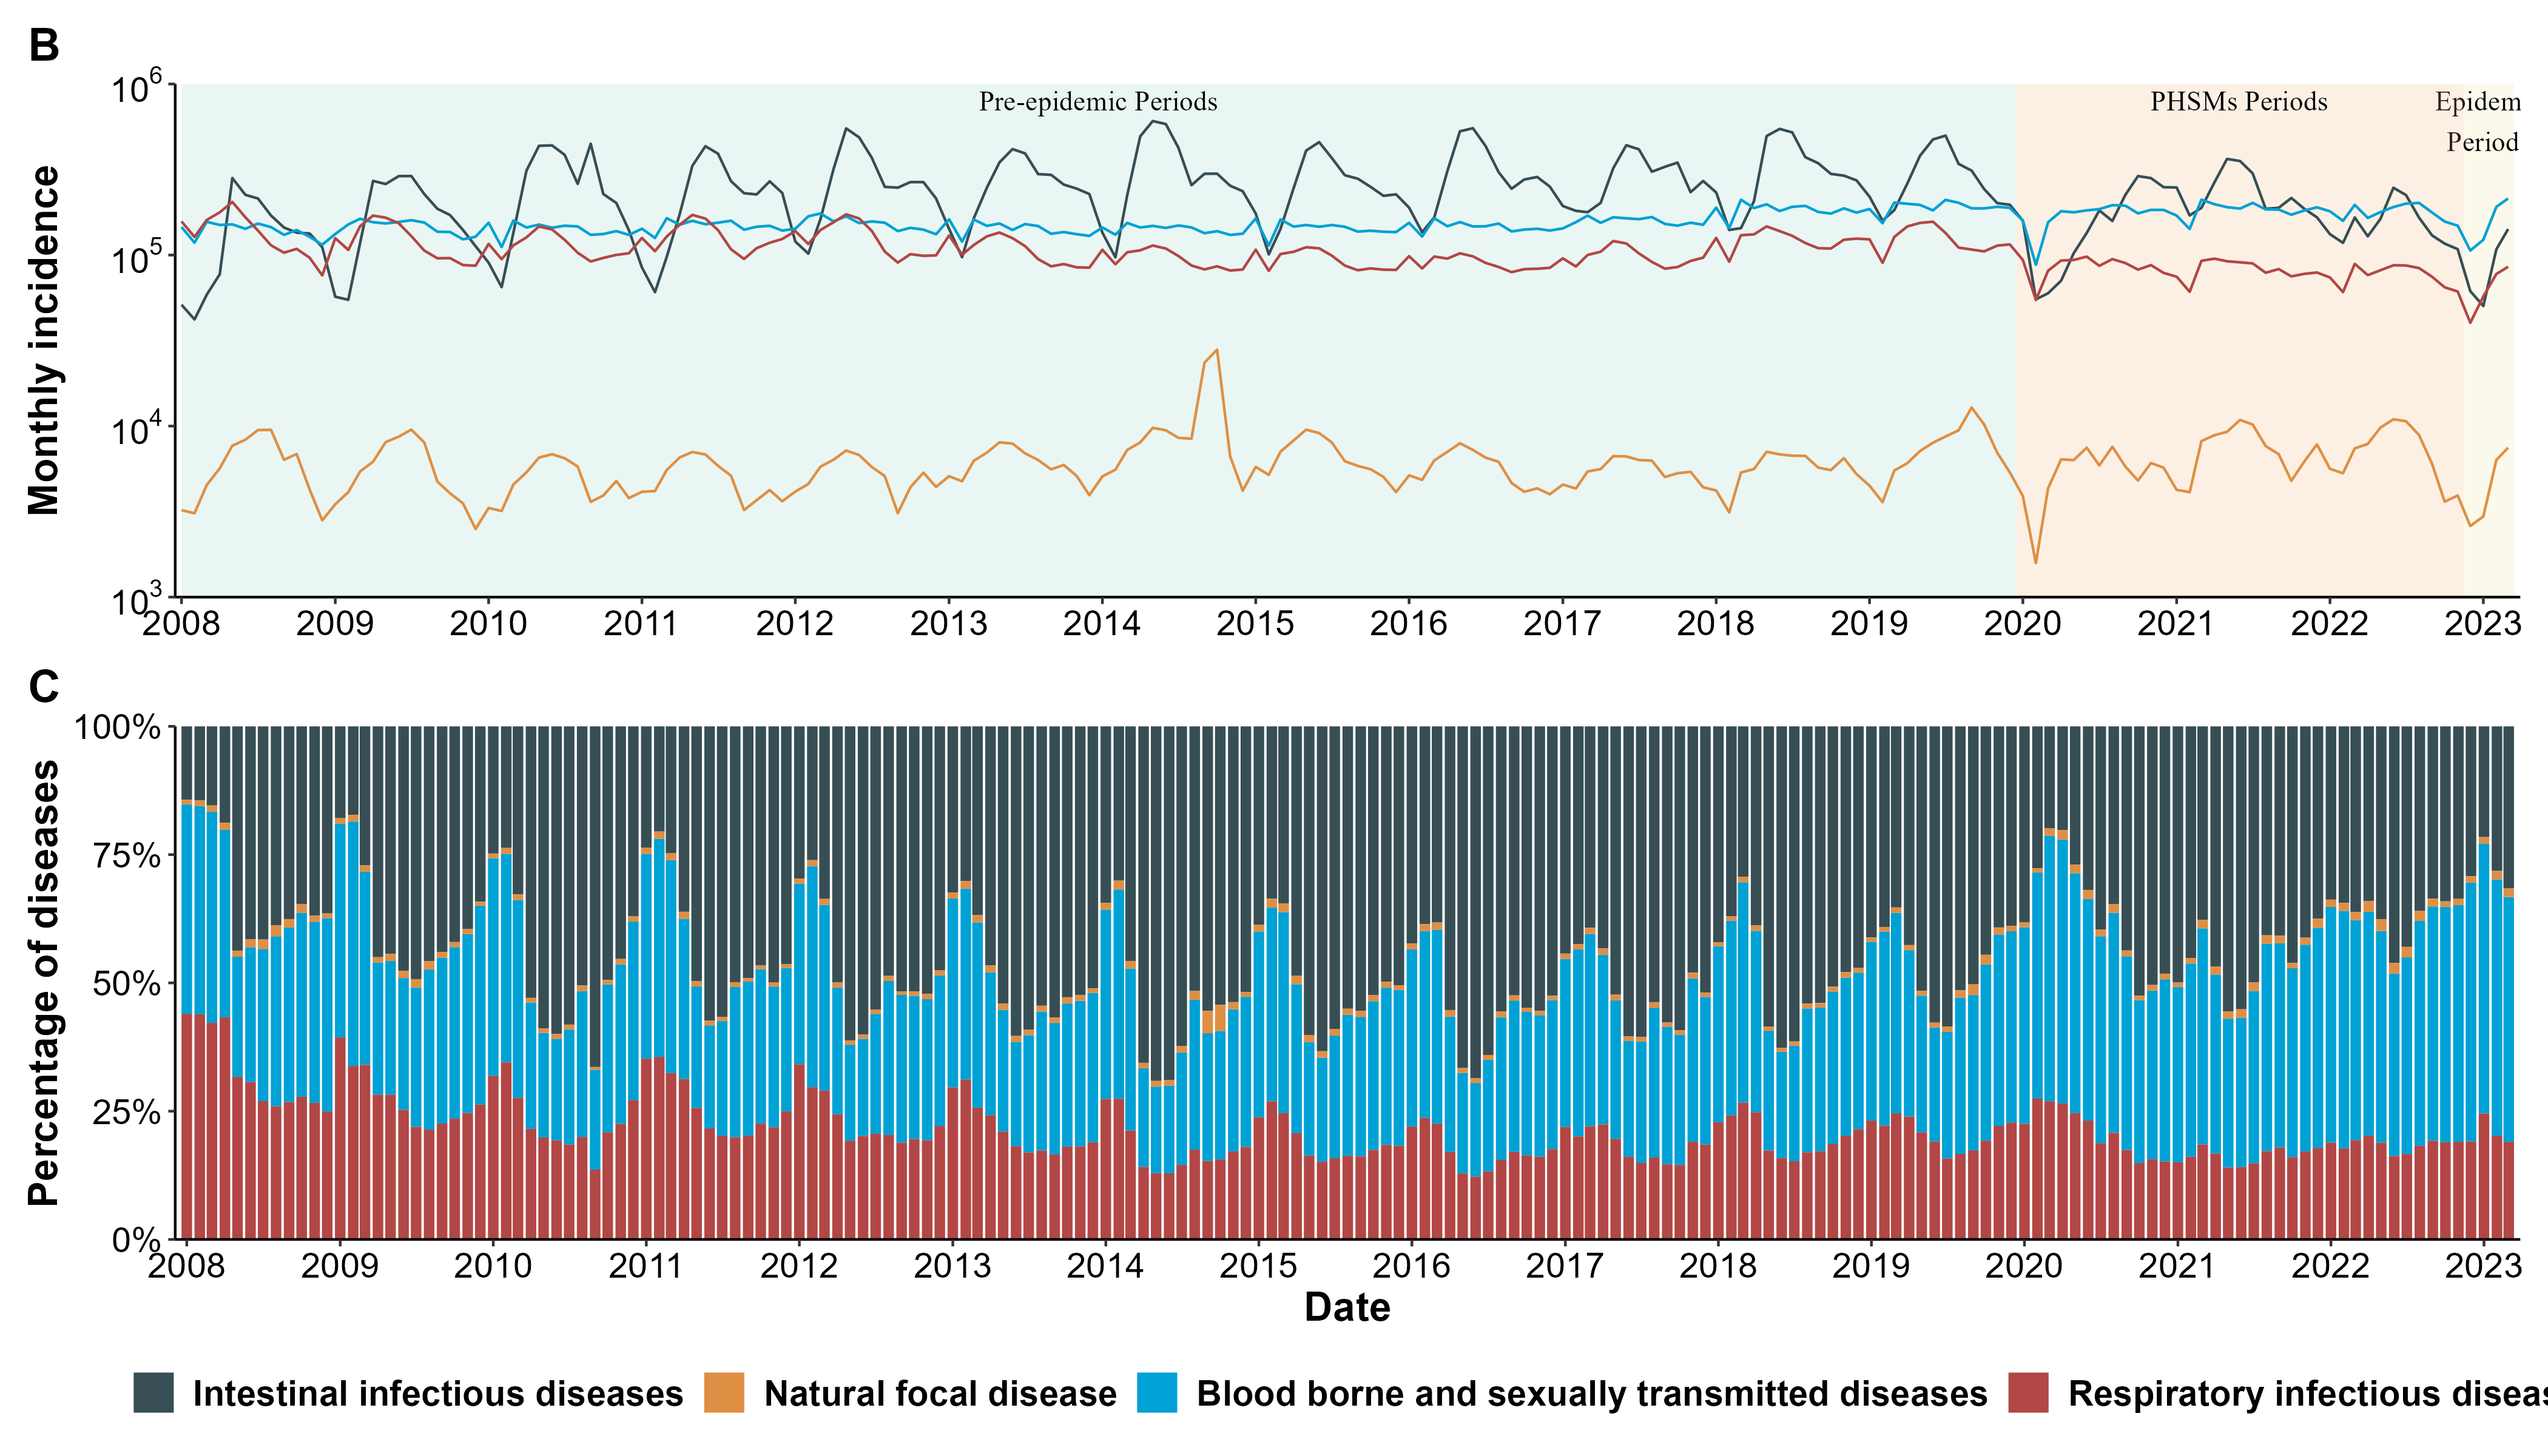 B
Monthly incidence
10^6
10^5
10^4
10^3
Pre-epidemic Periods
PHSMs Periods
Epidem
Period
2008 2009 2010 2011 2012 2013 2014 2015 2016 2017 2018 2019 2020 2021 2022 2023
C
Percentage of diseases
100%
75%
50%
25%
0%
2008 2009 2010 2011 2012 2013 2014 2015 2016 2017 2018 2019 2020 2021 2022 2023
Date
Intestinal infectious diseases Natural focal disease Blood borne and sexually transmitted diseases Respiratory infectious diseas